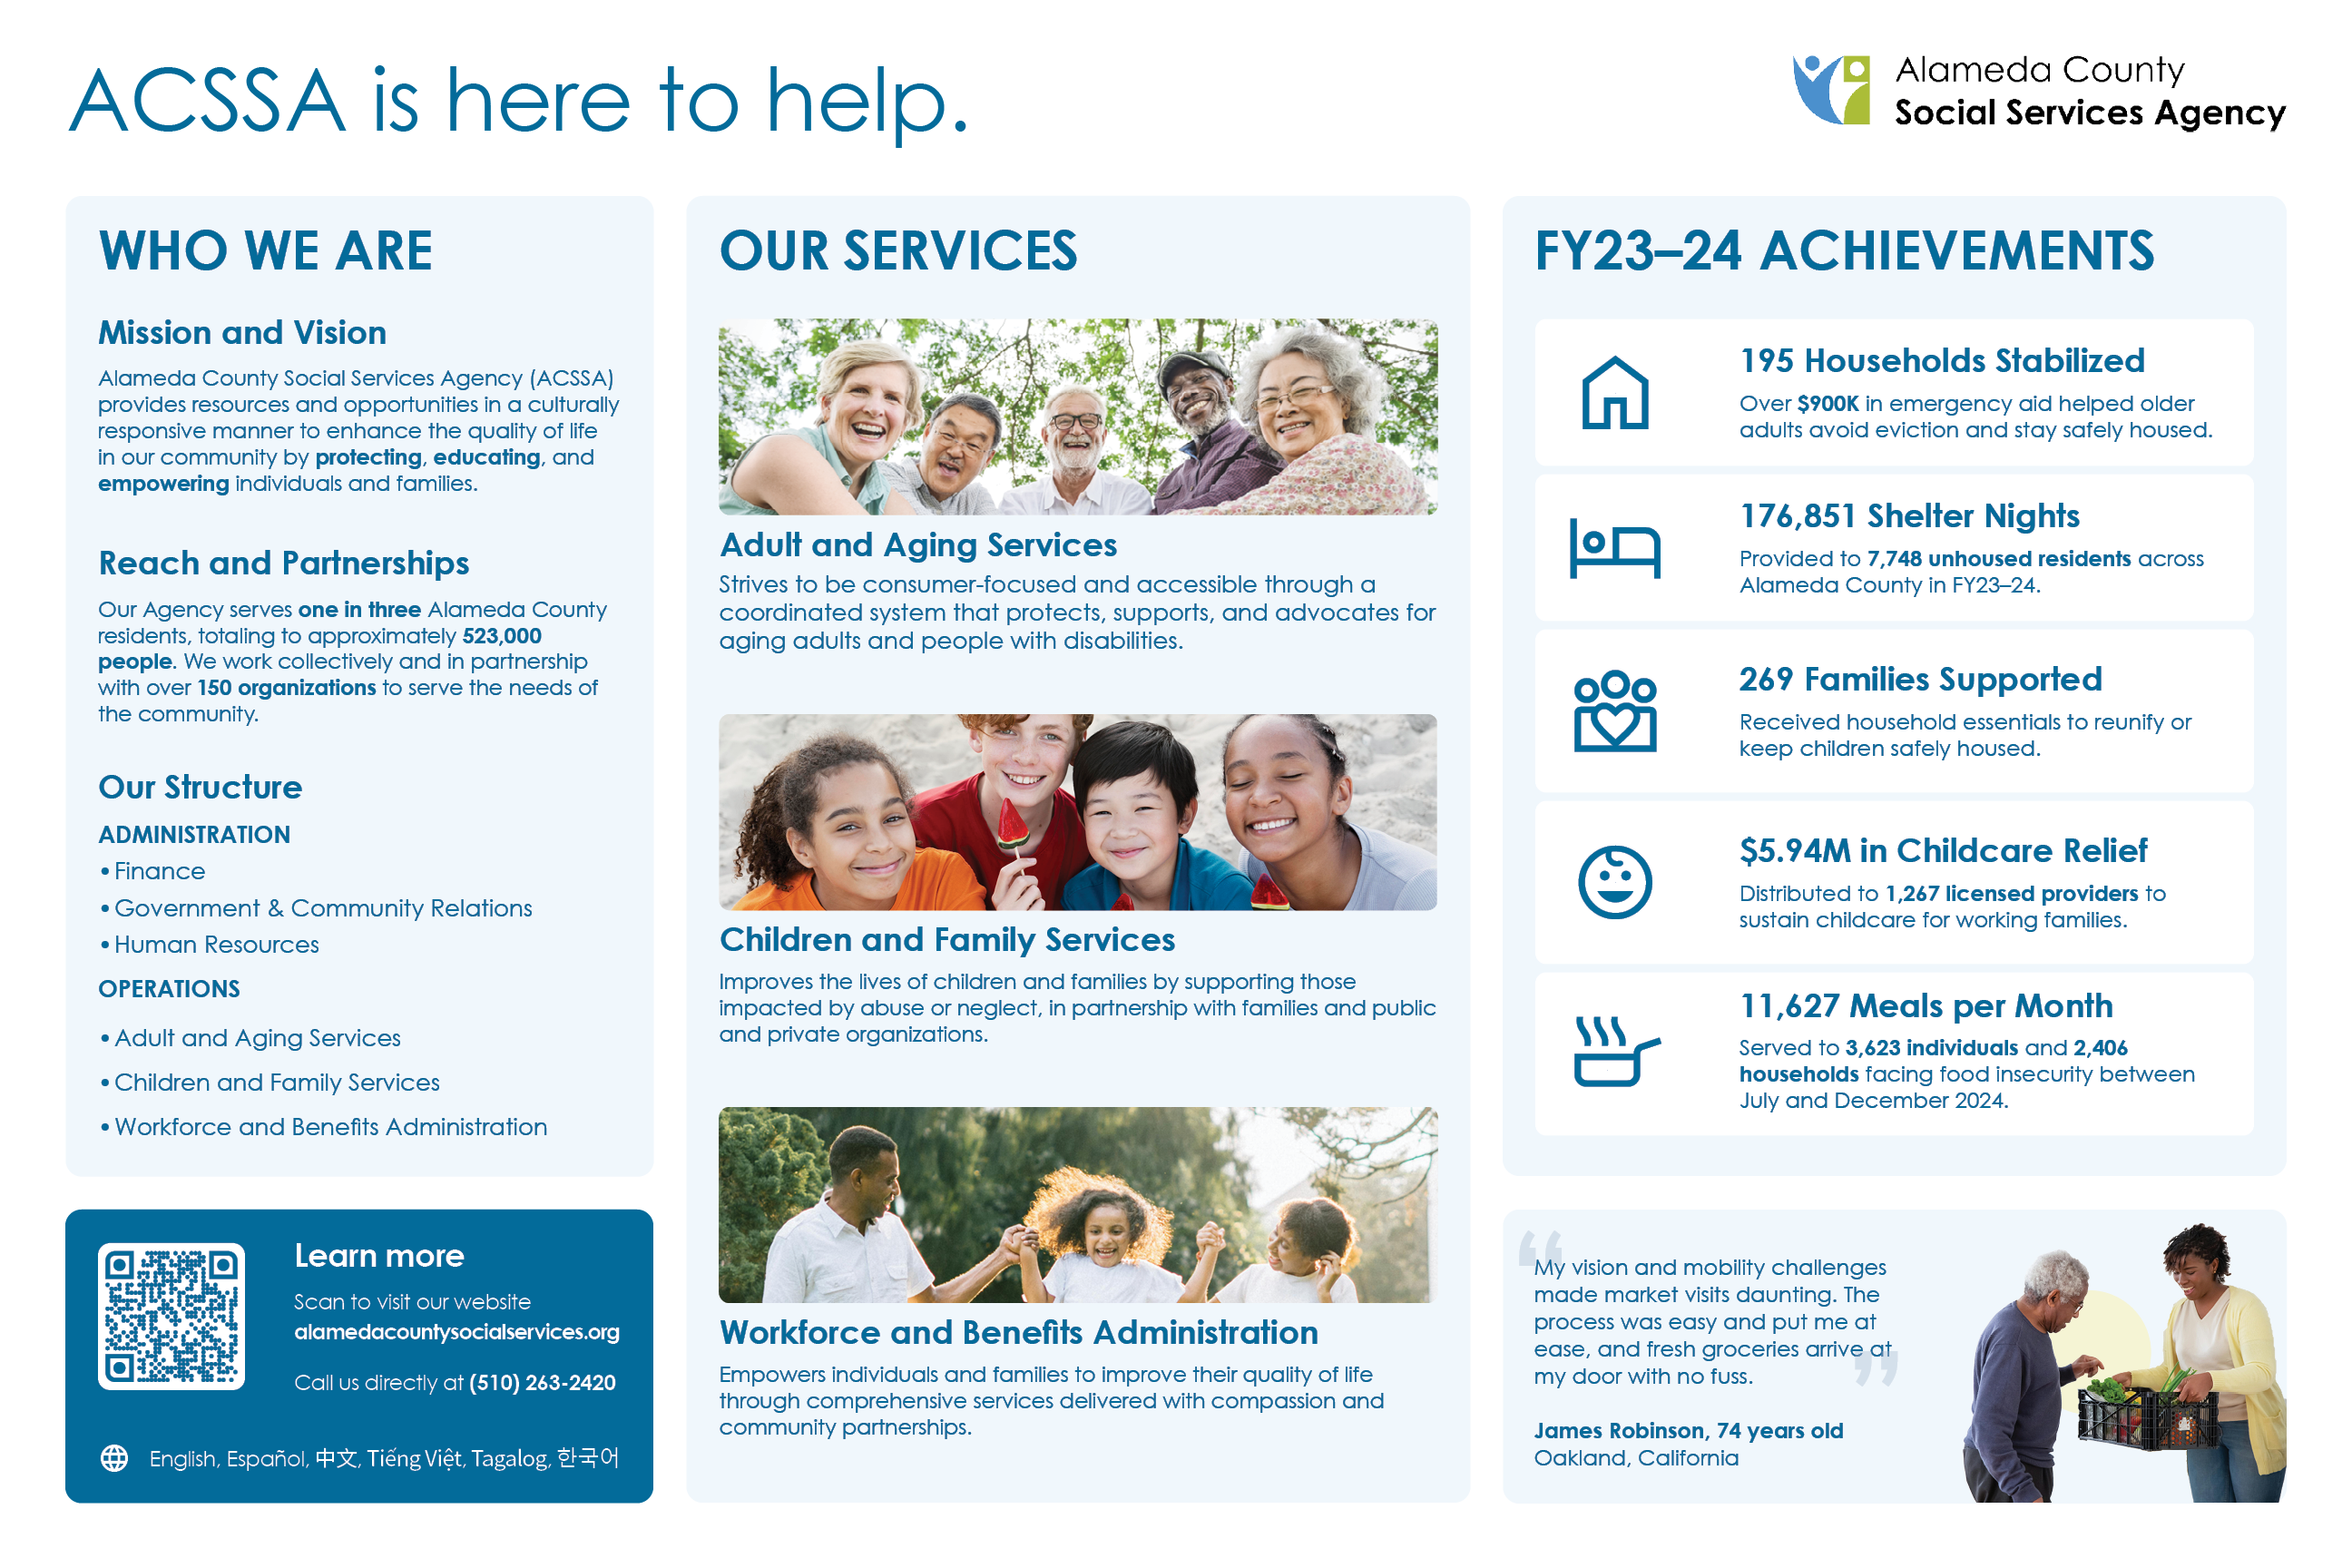 ACSSA is here to help.
Alameda County
Social Services Agency
WHO WE ARE
Mission and Vision
Alameda County Social Services Agency (ACSSA)
provides resources and opportunities in a culturally
responsive manner to enhance the quality of life
in our community by protecting, educating, and
empowering individuals and families.
Reach and Partnerships
Our Agency serves one in three Alameda County
residents, totaling to approximately 523,000
people. We work collectively and in partnership
with over 150 organizations to serve the needs of
the community.
Our Structure
ADMINISTRATION
• Finance
• Government & Community Relations
• Human Resources
OPERATIONS
• Adult and Aging Services
• Children and Family Services
• Workforce and Benefits Administration
Learn more
Scan to visit our website
alamedacountysocialservices.org
Call us directly at (510) 263-2420
English, Español, 中文, Tiếng Việt, Tagalog, 한국어
OUR SERVICES
Adult and Aging Services
Strives to be consumer-focused and accessible through a
coordinated system that protects, supports, and advocates for
aging adults and people with disabilities.
Children and Family Services
Improves the lives of children and families by supporting those
impacted by abuse or neglect, in partnership with families and public
and private organizations.
Workforce and Benefits Administration
Empowers individuals and families to improve their quality of life
through comprehensive services delivered with compassion and
community partnerships.
FY23–24 ACHIEVEMENTS
195 Households Stabilized
Over $900K in emergency aid helped older
adults avoid eviction and stay safely housed.
176,851 Shelter Nights
Provided to 7,748 unhoused residents across
Alameda County in FY23–24.
269 Families Supported
Received household essentials to reunify or
keep children safely housed.
$5.94M in Childcare Relief
Distributed to 1,267 licensed providers to
sustain childcare for working families.
11,627 Meals per Month
Served to 3,623 individuals and 2,406
households facing food insecurity between
July and December 2024.
“My vision and mobility challenges
made market visits daunting. The
process was easy and put me at
ease, and fresh groceries arrive at
my door with no fuss.”
James Robinson, 74 years old
Oakland, California